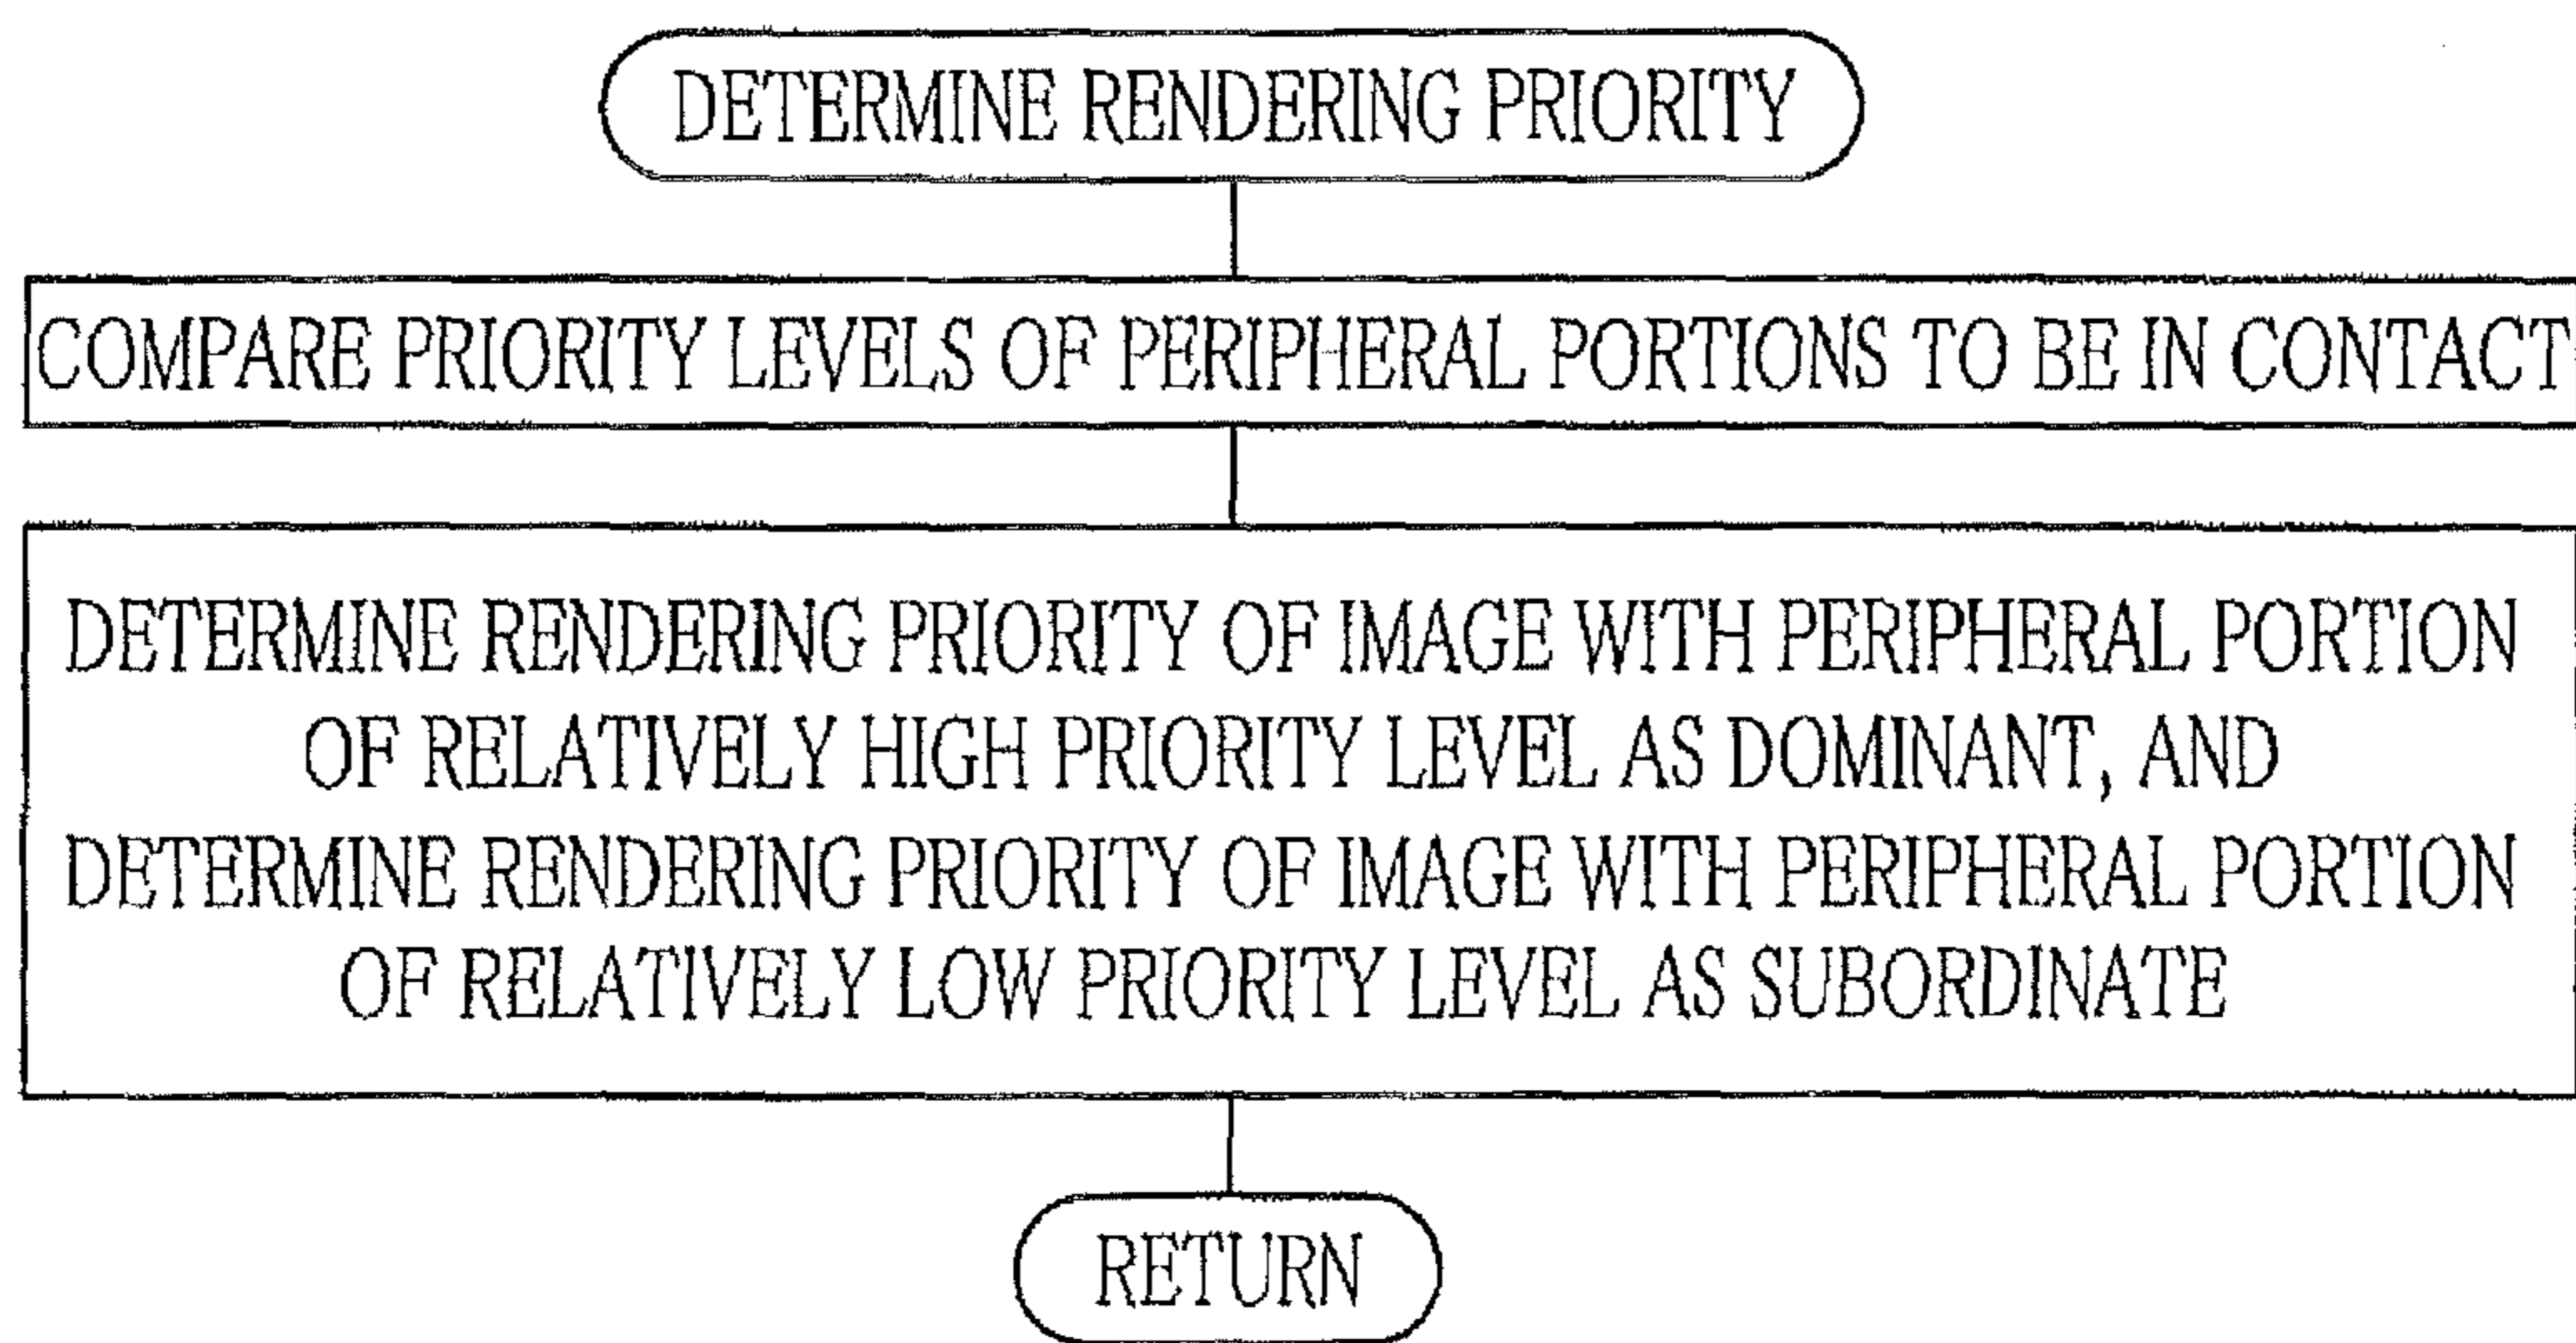 DETERMINE RENDERING PRIORITY
COMPARE PRIORITY LEVELS OF PERIPHERAL PORTIONS TO BE IN CONTACT
DETERMINE RENDERING PRIORITY OF IMAGE WITH PERIPHERAL PORTION
OF RELATIVELY HIGH PRIORITY LEVEL AS DOMINANT, AND
DETERMINE RENDERING PRIORITY OF IMAGE WITH PERIPHERAL PORTION
OF RELATIVELY LOW PRIORITY LEVEL AS SUBORDINATE
RETURN